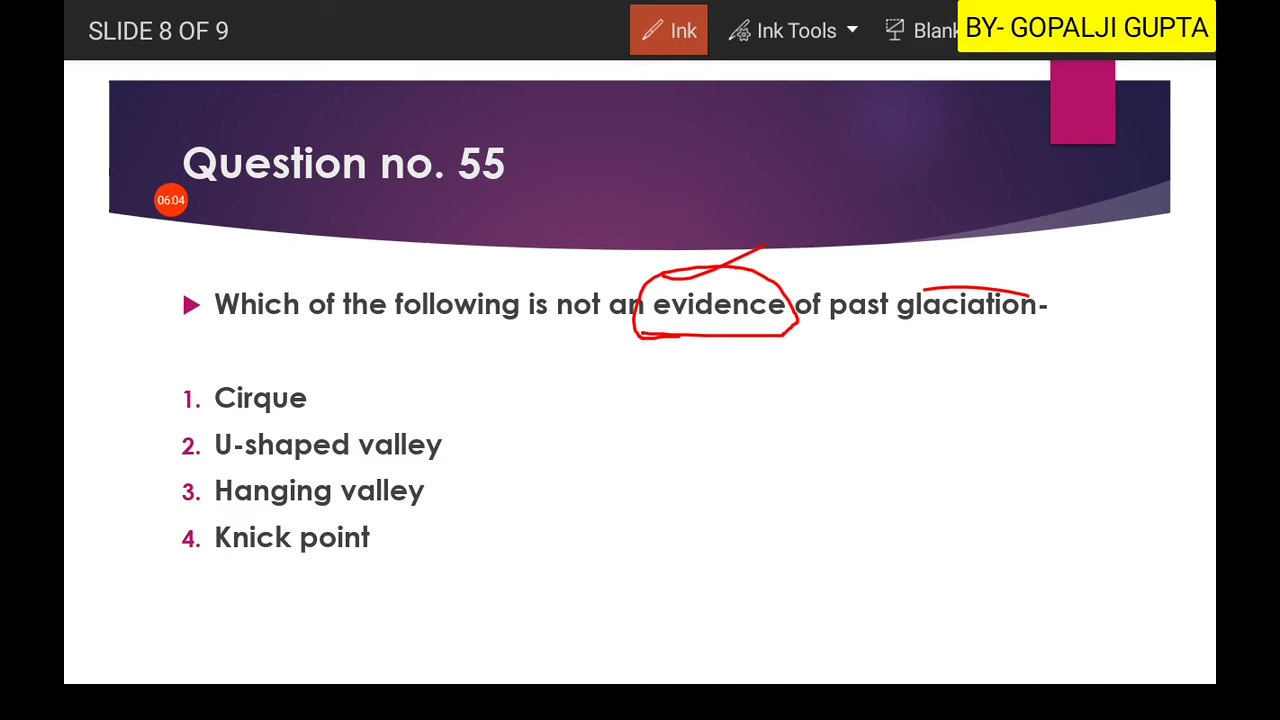 SLIDE 8 OF 9
Ink
Ink Tools
Blank
BY- GOPALJI GUPTA
Question no. 55
06:04
Which of the following is not an evidence of past glaciation-
1. Cirque
2. U-shaped valley
3. Hanging valley
4. Knick point